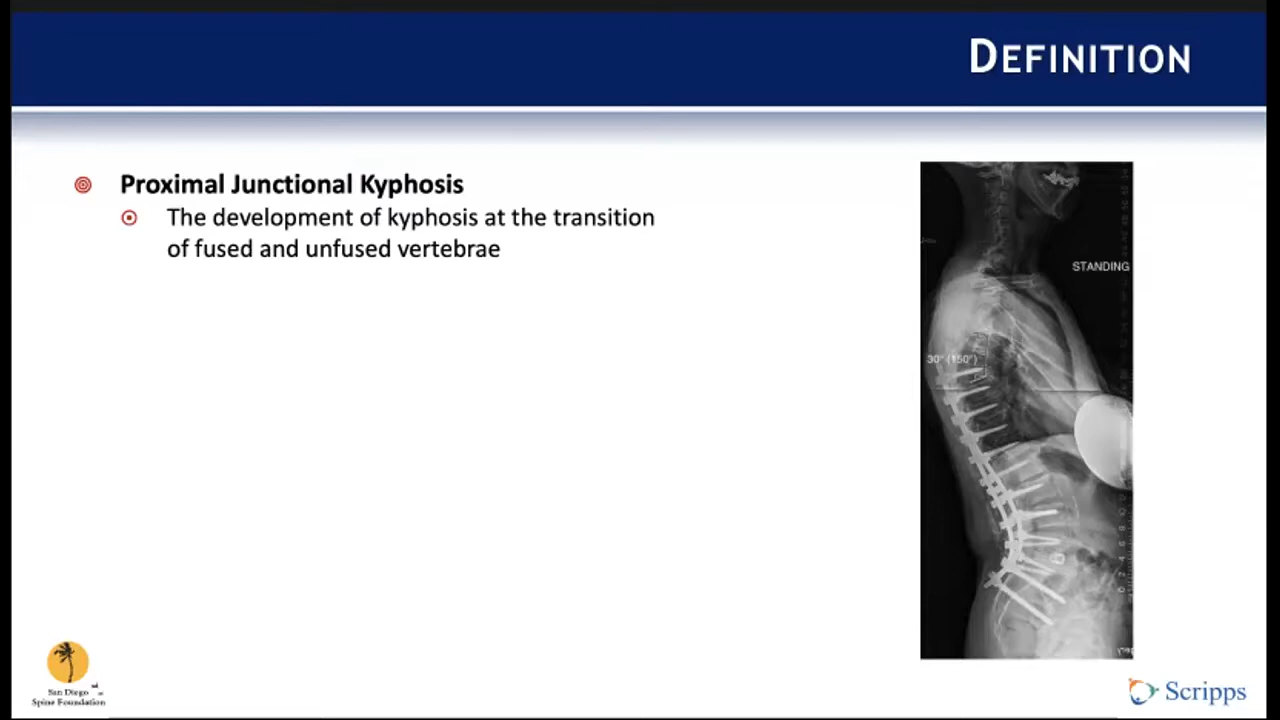 DEFINITION
Proximal Junctional Kyphosis
The development of kyphosis at the transition
of fused and unfused vertebrae
STANDING
30° (150°)
San Diego
Spine Foundation
Scripps